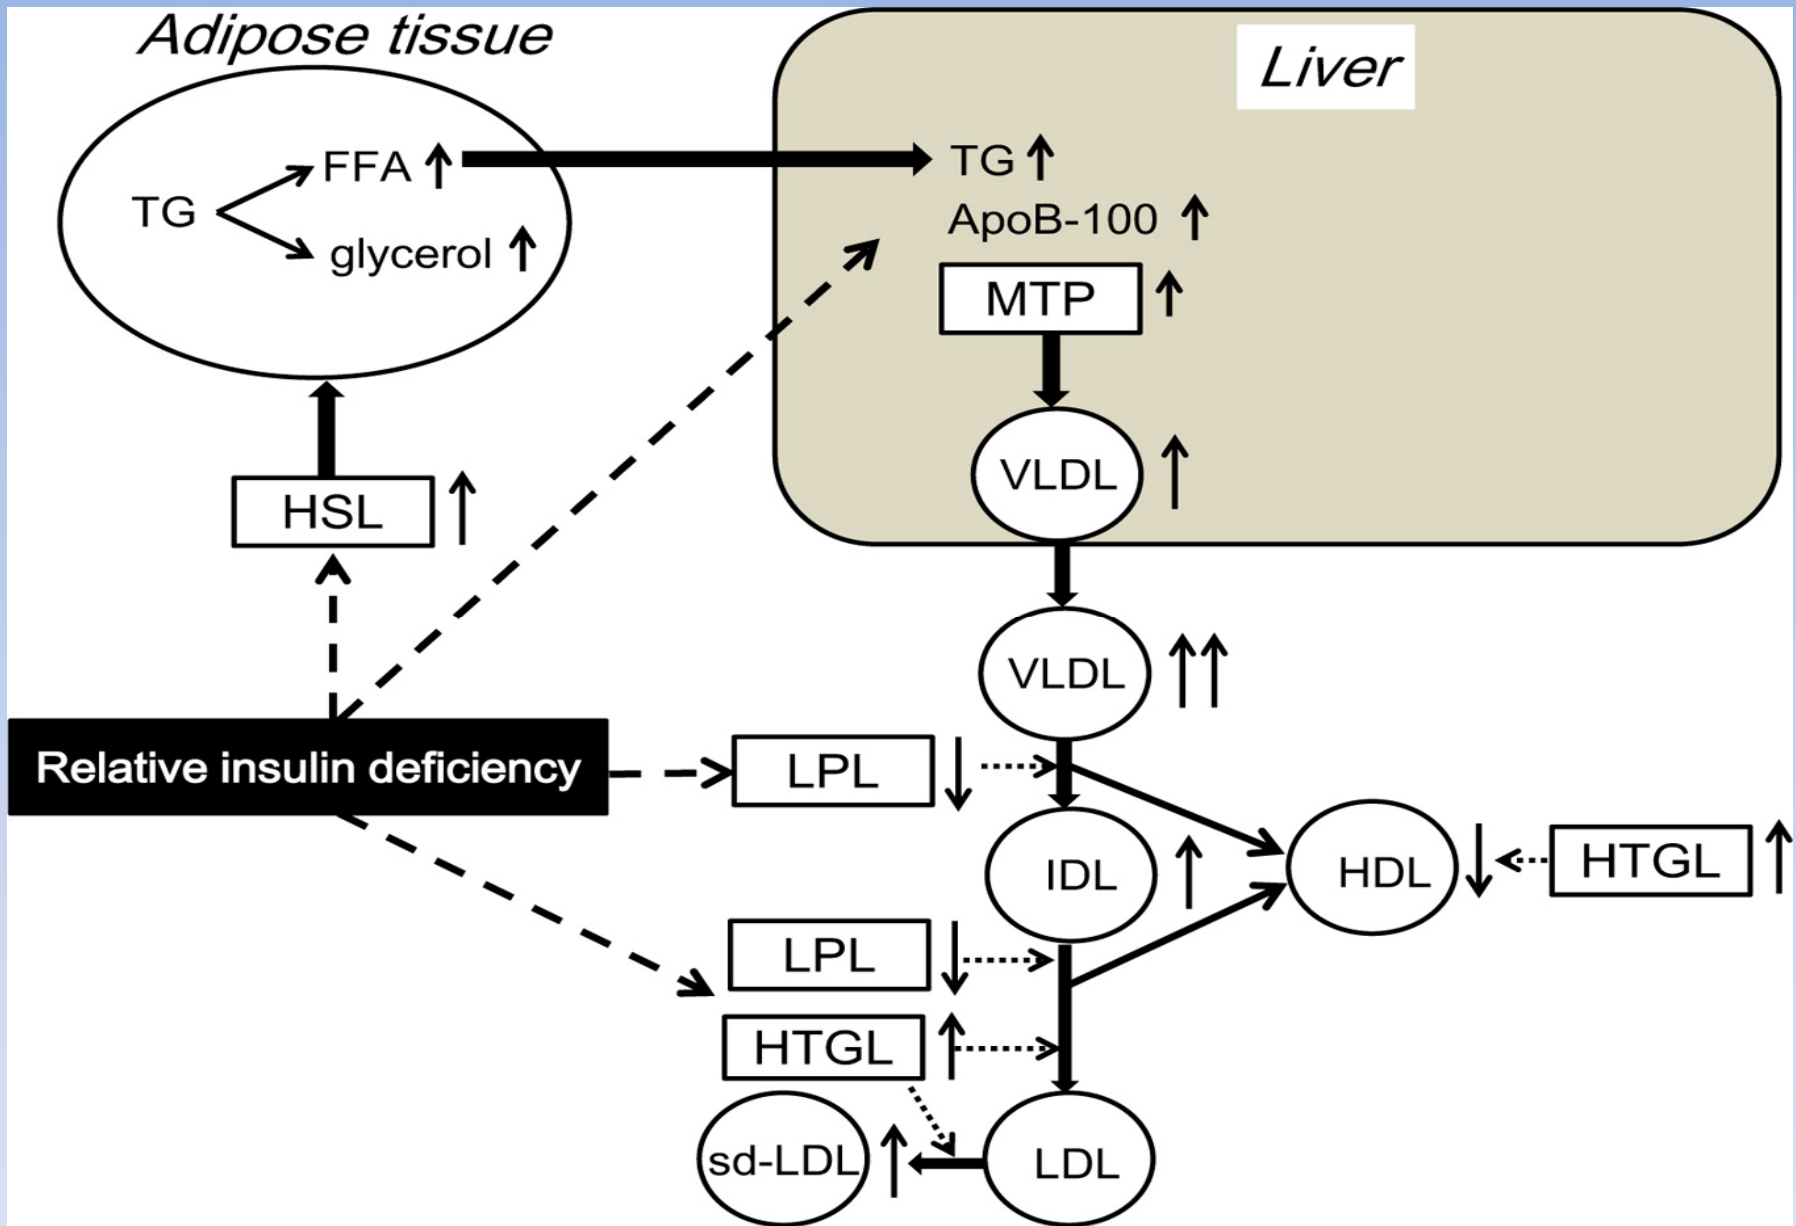 Adipose tissue
Liver
FFA
TG
TG
glycerol
ApoB-100
MTP
VLDL
HSL
VLDL
Relative insulin deficiency
LPL
IDL
HDL
HTGL
LPL
HTGL
sd-LDL
LDL